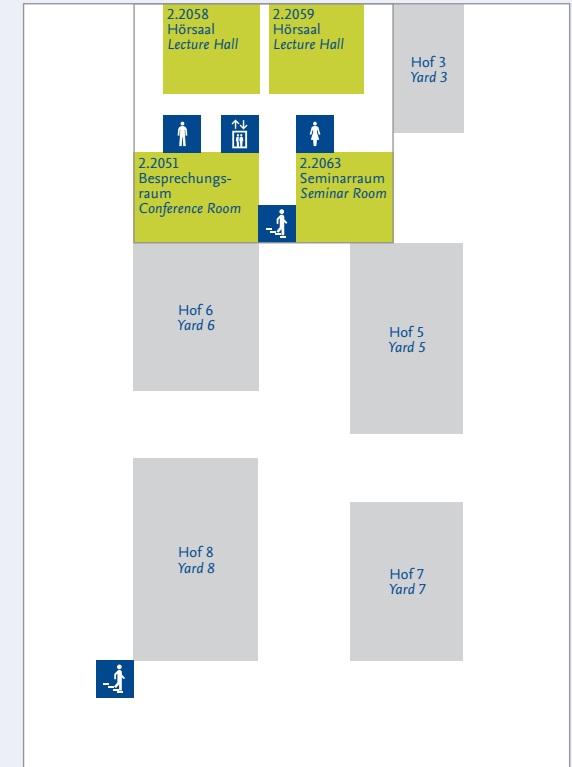 2.2058
Hörsaal
Lecture Hall
2.2059
Hörsaal
Lecture Hall
Hof 3
Yard 3
2.2051
Besprechungs-
raum
Conference Room
2.2063
Seminarraum
Seminar Room
Hof 6
Yard 6
Hof 5
Yard 5
Hof 8
Yard 8
Hof 7
Yard 7